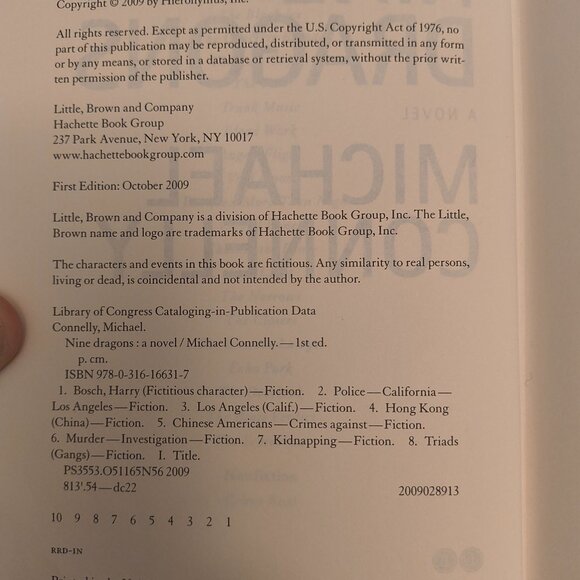 Copyright © 2009 by Hieronymus, Inc.
All rights reserved. Except as permitted under the U.S. Copyright Act of 1976, no
part of this publication may be reproduced, distributed, or transmitted in any form
or by any means, or stored in a database or retrieval system, without the prior writ-
ten permission of the publisher.
Little, Brown and Company
Hachette Book Group
237 Park Avenue, New York, NY 10017
www.hachettebookgroup.com
First Edition: October 2009
Little, Brown and Company is a division of Hachette Book Group, Inc. The Little,
Brown name and logo are trademarks of Hachette Book Group, Inc.
The characters and events in this book are fictitious. Any similarity to real persons,
living or dead, is coincidental and not intended by the author.
Library of Congress Cataloging-in-Publication Data
Connelly, Michael.
Nine dragons : a novel / Michael Connelly. — 1st ed.
p. cm.
ISBN 978-0-316-16631-7
1. Bosch, Harry (Fictitious character) — Fiction. 2. Police — California —
Los Angeles — Fiction. 3. Los Angeles (Calif.) — Fiction. 4. Hong Kong
(China) — Fiction. 5. Chinese Americans — Crimes against — Fiction.
6. Murder — Investigation — Fiction. 7. Kidnapping — Fiction. 8. Triads
(Gangs) — Fiction. I. Title.
PS3553.O51165N56 2009
813'.54 — dc22 2009028913
10 9 8 7 6 5 4 3 2 1
RRD-IN